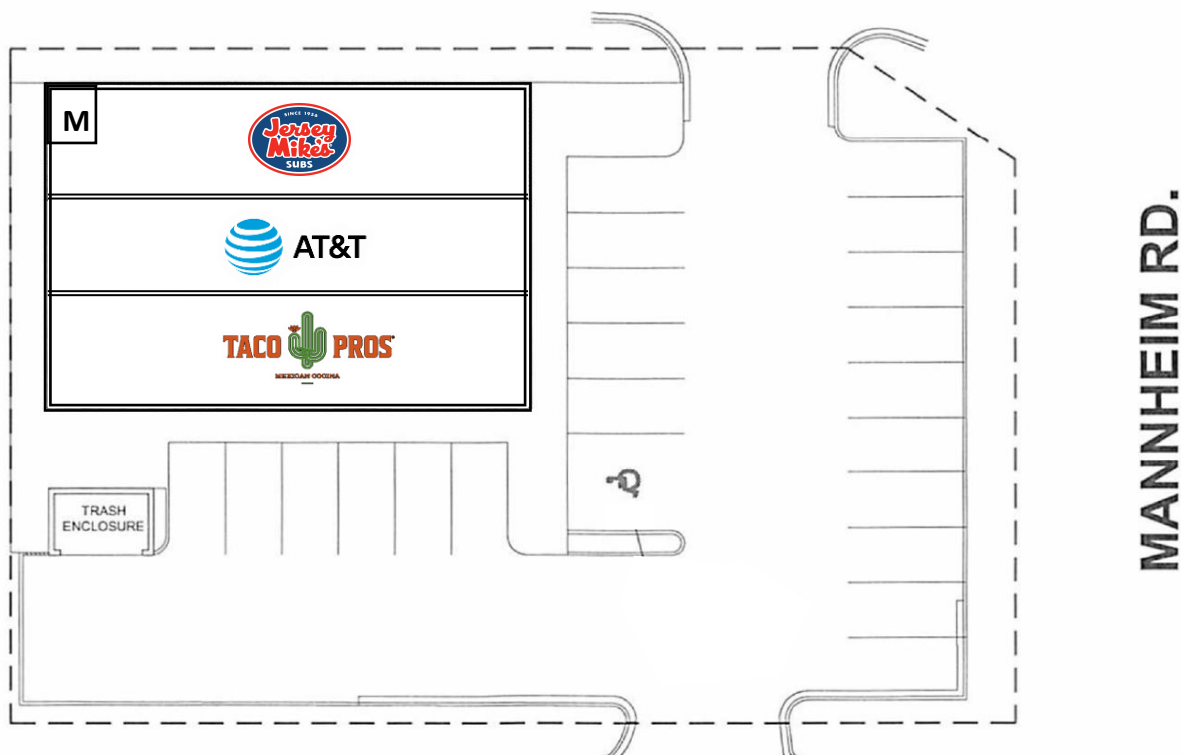 M
SINCE 1956
Jersey
Mike's
SUBS
AT&T
TACO PROS
MEXICAN COCINA
TRASH
ENCLOSURE
MANNHEIM RD.